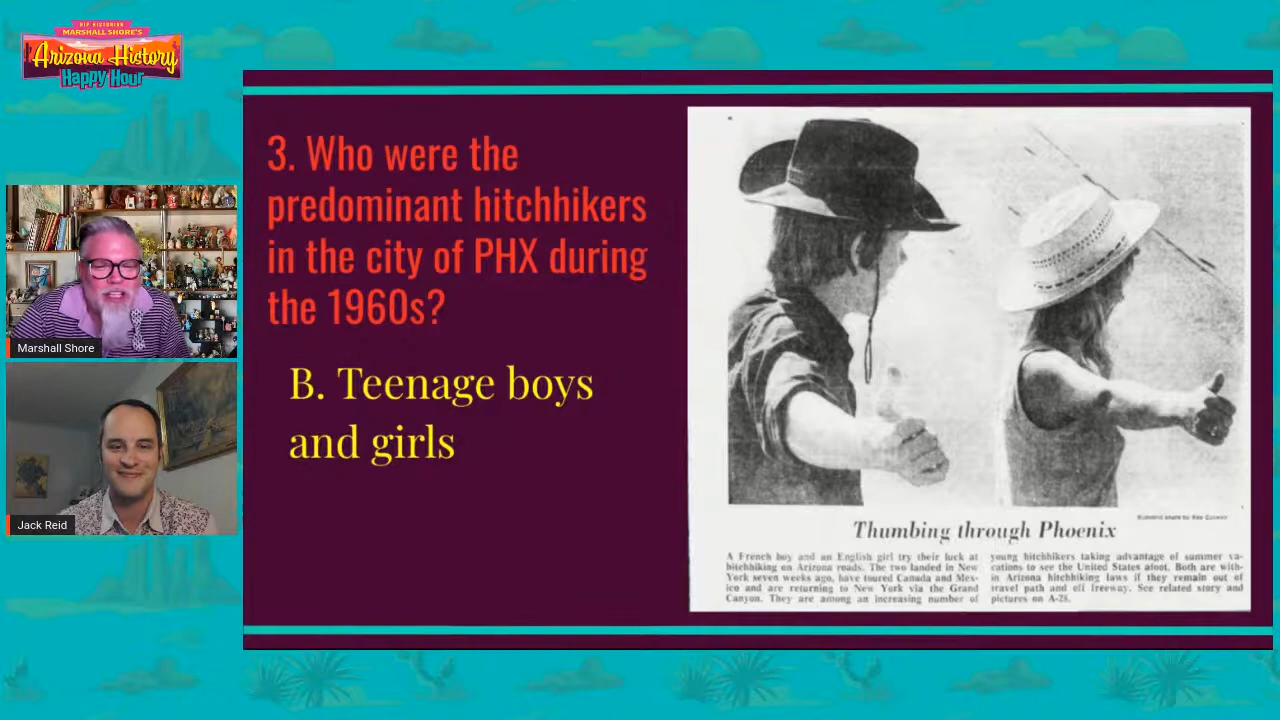 HIP HISTORIAN
MARSHALL SHORE'S
Arizona History
Happy Hour
Marshall Shore
Jack Reid
3. Who were the
predominant hitchhikers
in the city of PHX during
the 1960s?
B. Teenage boys
and girls
Thumbing through Phoenix
A French boy and an English girl try their luck at
hitchhiking on Arizona roads. The two landed in New
York seven weeks ago, have toured Canada and Mex-
ico and are returning to New York via the Grand
Canyon. They are among an increasing number of
young hitchhikers taking advantage of summer va-
cations to see the United States afoot. Both are with-
in Arizona hitchhiking laws if they remain out of
travel path and off freeway. See related story and
pictures on A-28.